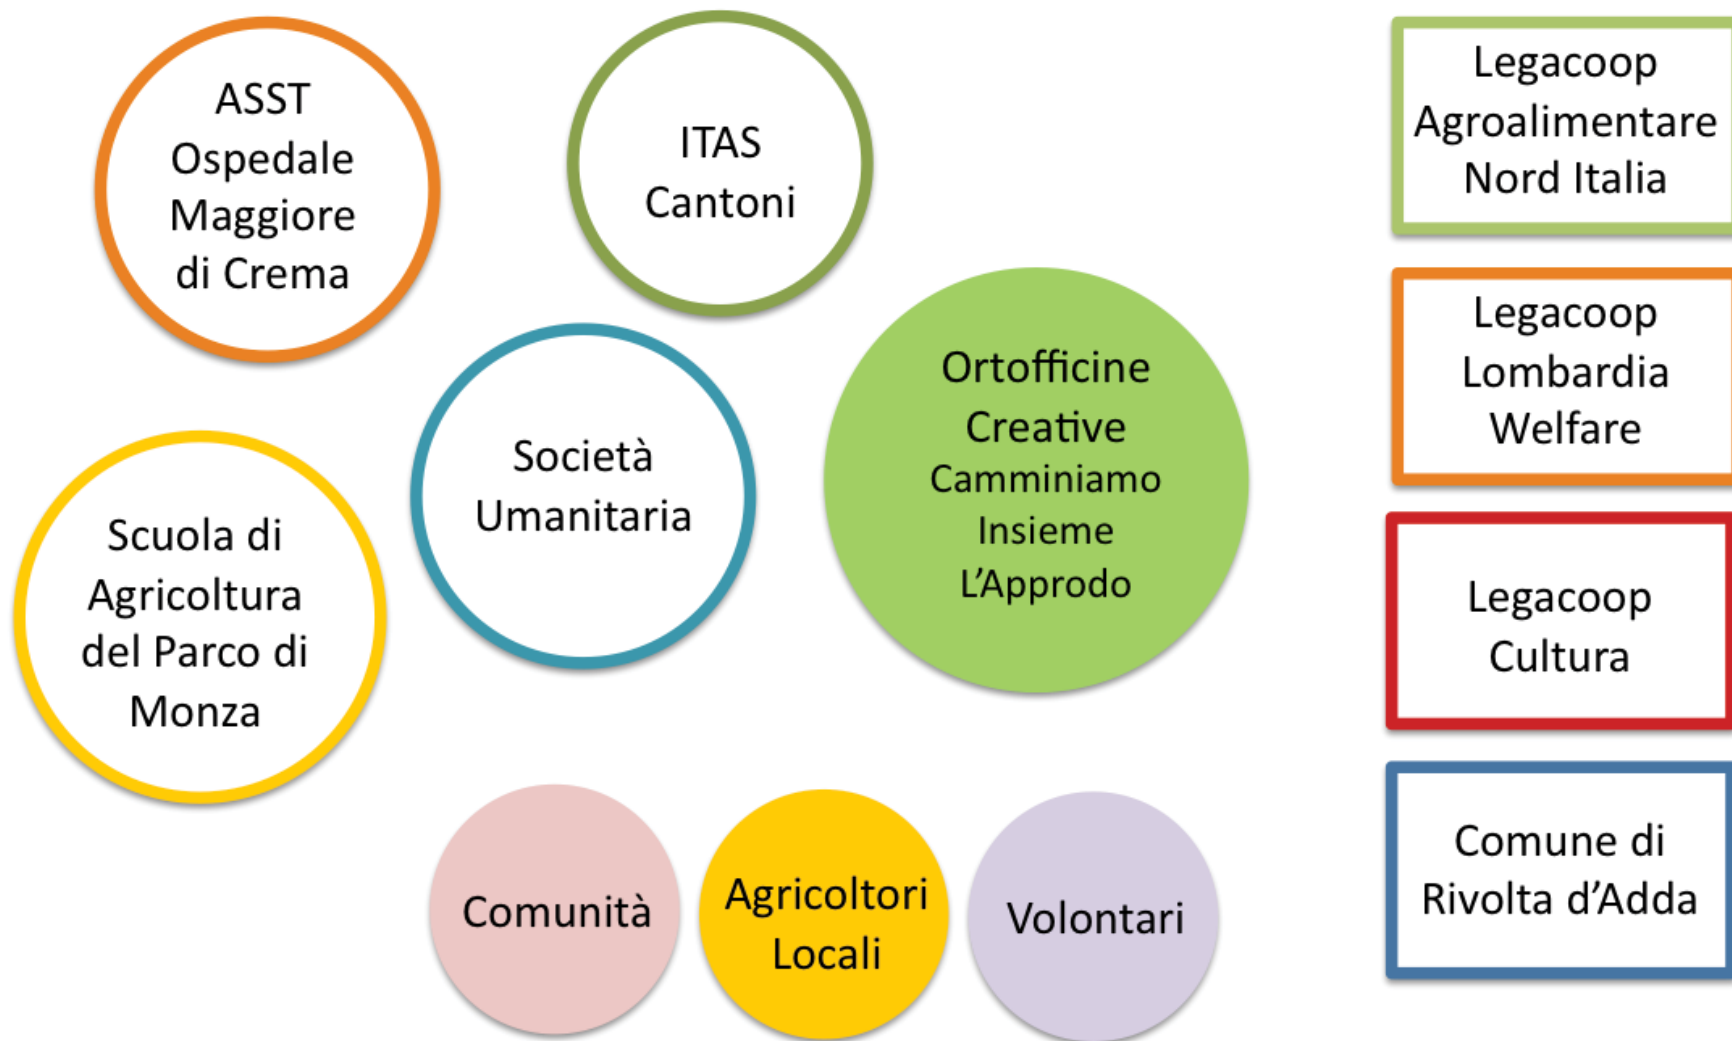 ASST
Ospedale
Maggiore
di Crema
ITAS
Cantoni
Società
Umanitaria
Ortofficine
Creative
Camminiamo
Insieme
L’Approdo
Scuola di
Agricoltura
del Parco di
Monza
Comunità
Agricoltori
Locali
Volontari
Legacoop
Agroalimentare
Nord Italia
Legacoop
Lombardia
Welfare
Legacoop
Cultura
Comune di
Rivolta d’Adda